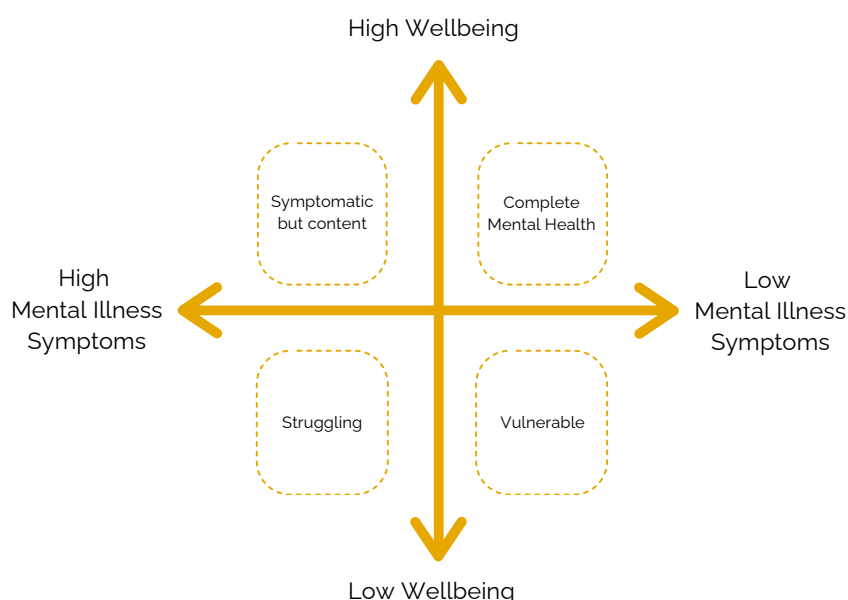 High Wellbeing
Symptomatic
but content
Complete
Mental Health
High
Mental Illness
Symptoms
Low
Mental Illness
Symptoms
Struggling
Vulnerable
Low Wellbeing